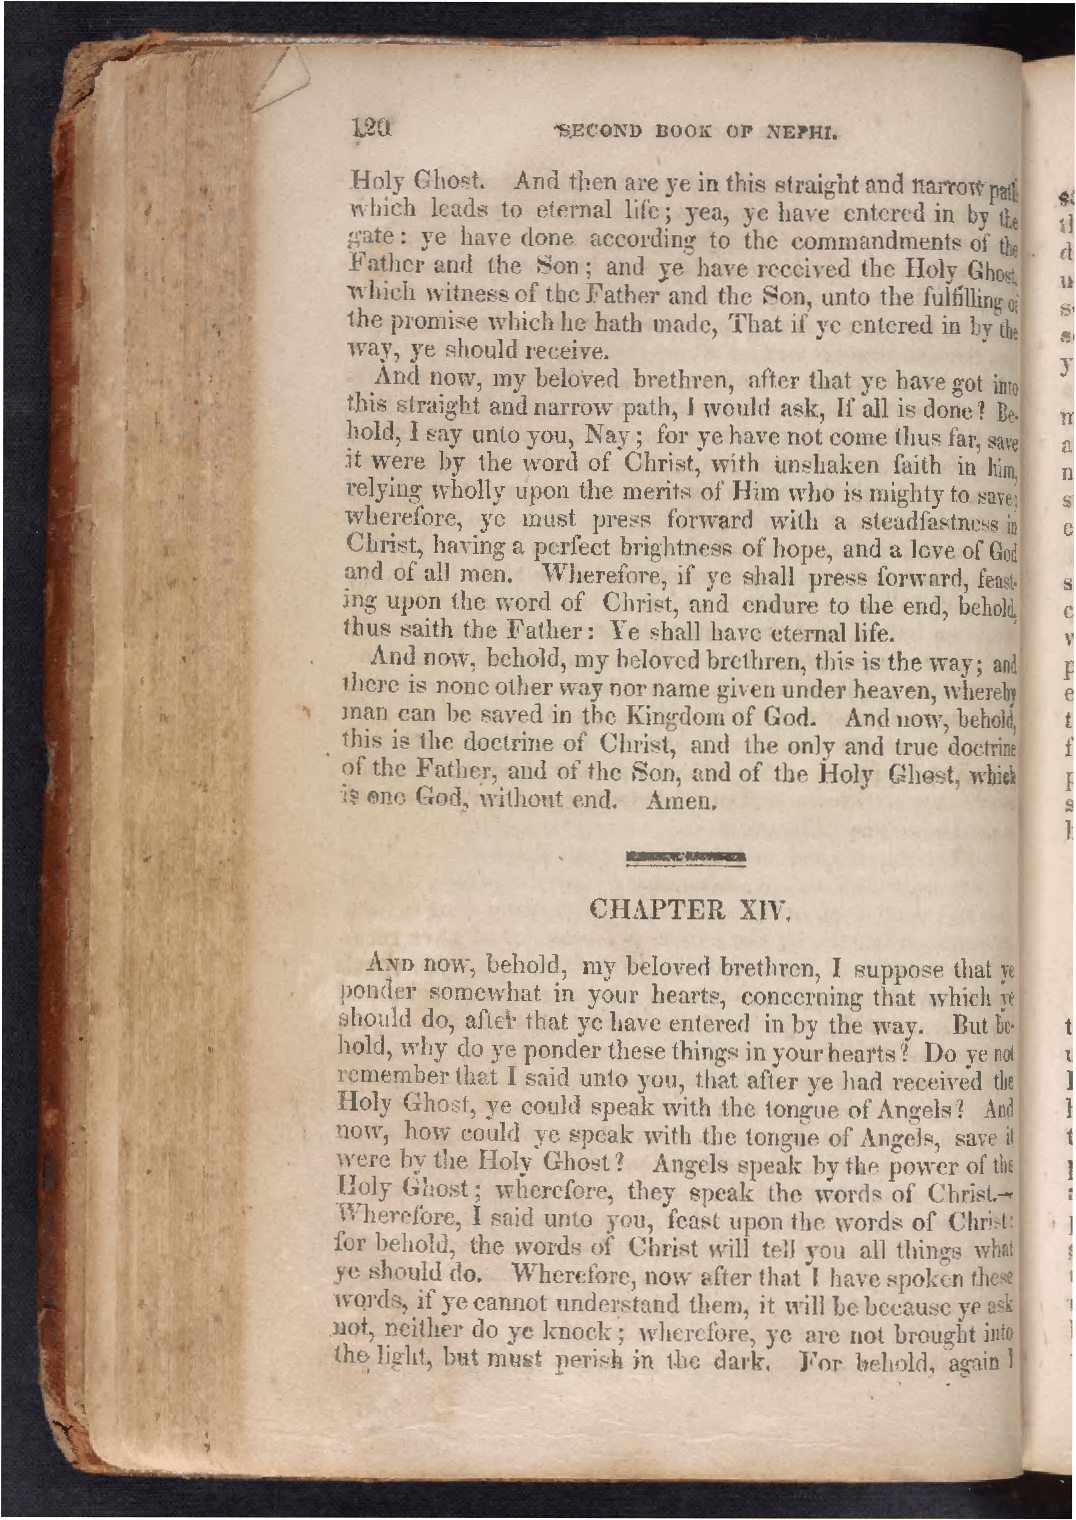 120 SECOND BOOK OF NEPHI.
Holy Ghost. And then are ye in this straight and narrow path
which leads to eternal life; yea, ye have entered in by the
gate: ye have done according to the commandments of the
Father and the Son; and ye have received the Holy Ghost,
which witness of the Father and the Son, unto the fulfilling of
the promise which he hath made, That if ye entered in by the
way, ye should receive.
And now, my beloved brethren, after that ye have got into
this straight and narrow path, I would ask, If all is done? Be-
hold, I say unto you, Nay; for ye have not come thus far, save
it were by the word of Christ, with unshaken faith in him,
relying wholly upon the merits of Him who is mighty to save;
wherefore, ye must press forward with a steadfastness in
Christ, having a perfect brightness of hope, and a love of God
and of all men. Wherefore, if ye shall press forward, feast-
ing upon the word of Christ, and endure to the end, behold,
thus saith the Father: Ye shall have eternal life.
And now, behold, my beloved brethren, this is the way; and
there is none other way nor name given under heaven, whereby
man can be saved in the Kingdom of God. And now, behold,
this is the doctrine of Christ, and the only and true doctrine
of the Father, and of the Son, and of the Holy Ghost, which
is one God, without end. Amen.
CHAPTER XIV.
AND now, behold, my beloved brethren, I suppose that ye
ponder somewhat in your hearts, concerning that which ye
should do, after that ye have entered in by the way. But be-
hold, why do ye ponder these things in your hearts? Do ye not
remember that I said unto you, that after ye had received the
Holy Ghost, ye could speak with the tongue of Angels? And
now, how could ye speak with the tongue of Angels, save it
were by the Holy Ghost? Angels speak by the power of the
Holy Ghost; wherefore, they speak the words of Christ.—
Wherefore, I said unto you, feast upon the words of Christ:
for behold, the words of Christ will tell you all things what
ye should do. Wherefore, now after that I have spoken these
words, if ye cannot understand them, it will be because ye ask
not, neither do ye knock; wherefore, ye are not brought into
the light, but must perish in the dark. For behold, again I